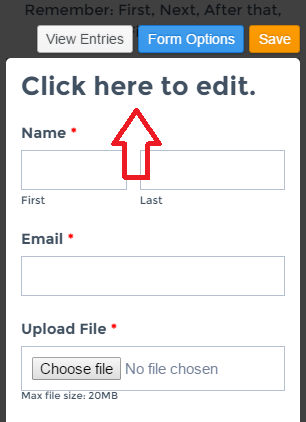 Remember: First, Next, After that,
View Entries Form Options Save
Click here to edit.
Name *
First Last
Email *
Upload File *
Choose file No file chosen
Max file size: 20MB